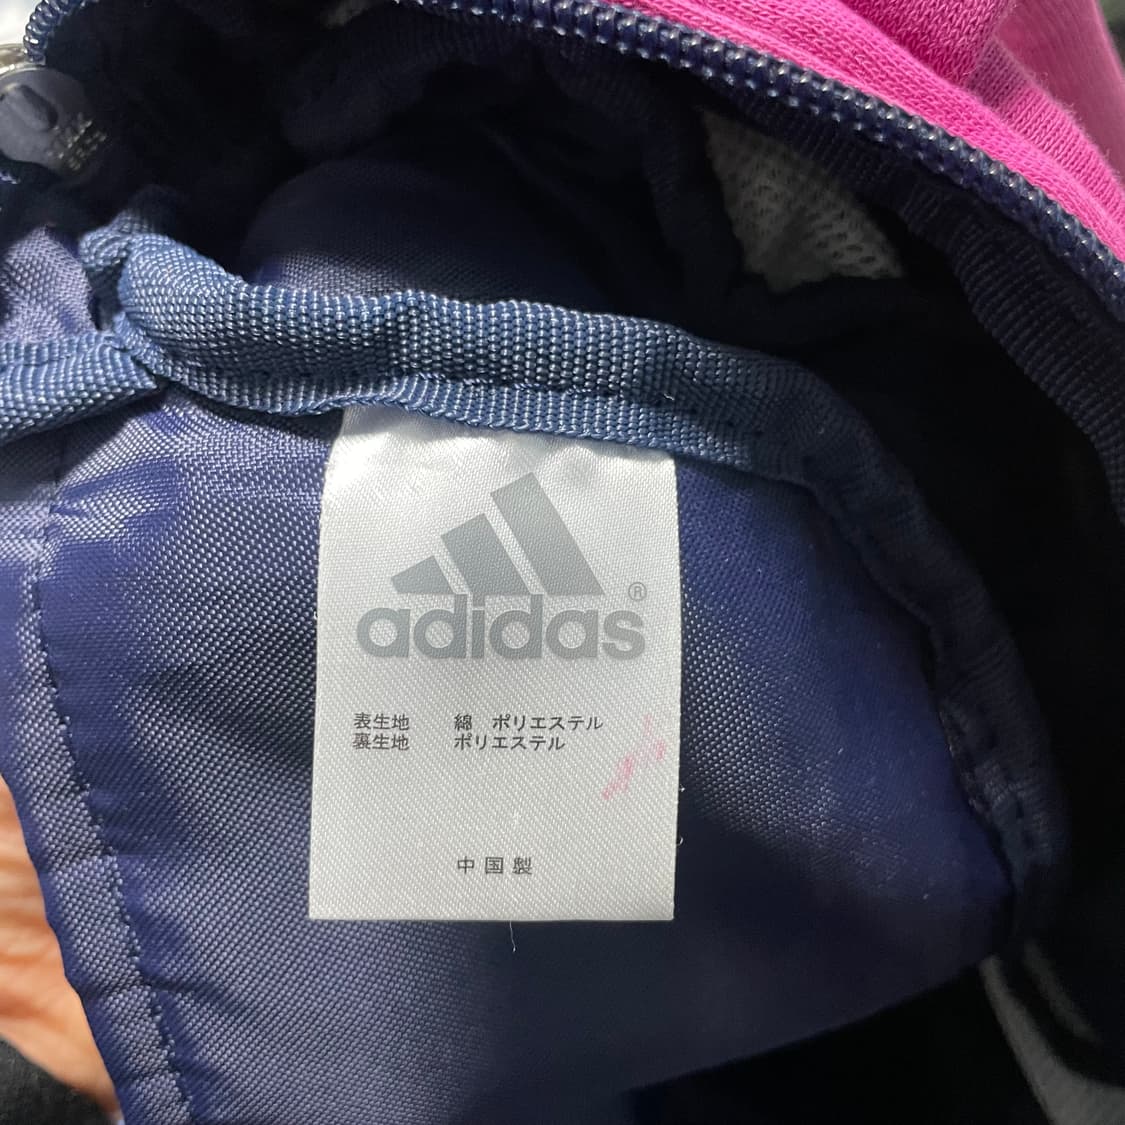 adidas®
表生地 綿 ポリエステル
裏生地 ポリエステル
中国製